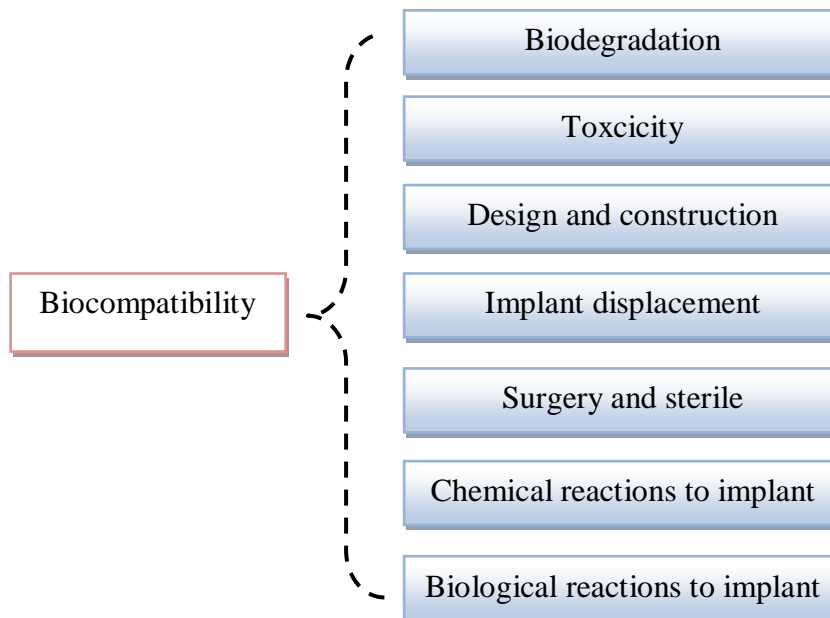 Biodegradation
Toxcicity
Design and construction
Biocompatibility
Implant displacement
Surgery and sterile
Chemical reactions to implant
Biological reactions to implant